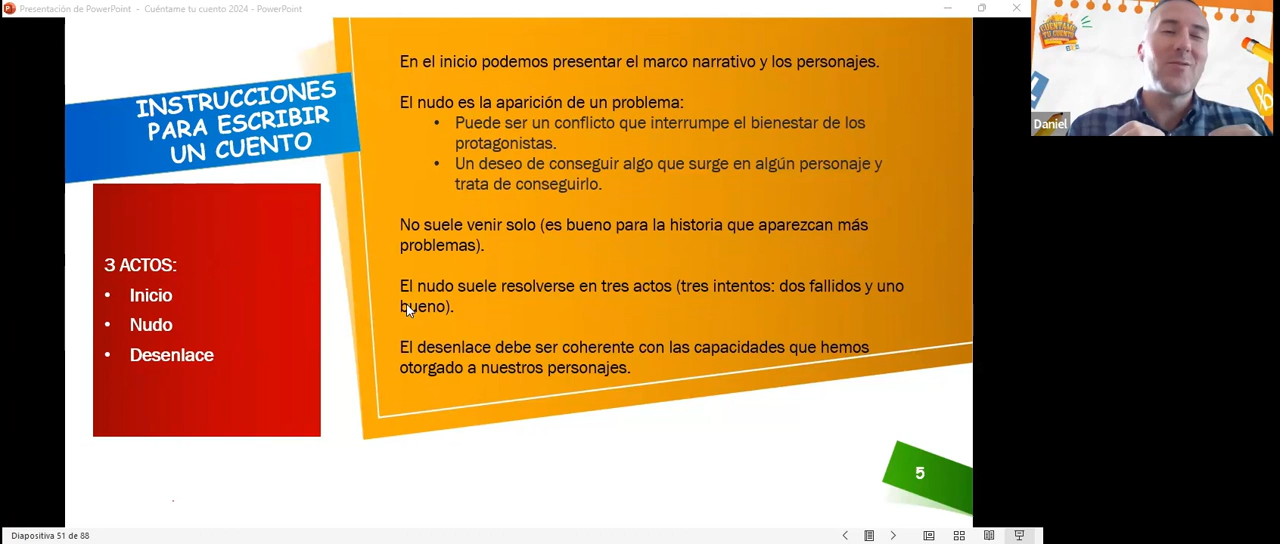 Presentación de PowerPoint - Cuéntame tu cuento 2024 - PowerPoint
INSTRUCCIONES
PARA ESCRIBIR
UN CUENTO
3 ACTOS:
• Inicio
• Nudo
• Desenlace
En el inicio podemos presentar el marco narrativo y los personajes.
El nudo es la aparición de un problema:
• Puede ser un conflicto que interrumpe el bienestar de los
protagonistas.
• Un deseo de conseguir algo que surge en algún personaje y
trata de conseguirlo.
No suele venir solo (es bueno para la historia que aparezcan más
problemas).
El nudo suele resolverse en tres actos (tres intentos: dos fallidos y uno
bueno).
El desenlace debe ser coherente con las capacidades que hemos
otorgado a nuestros personajes.
5
CUÉNTAME
TU CUENTO
Daniel
Diapositiva 51 de 88